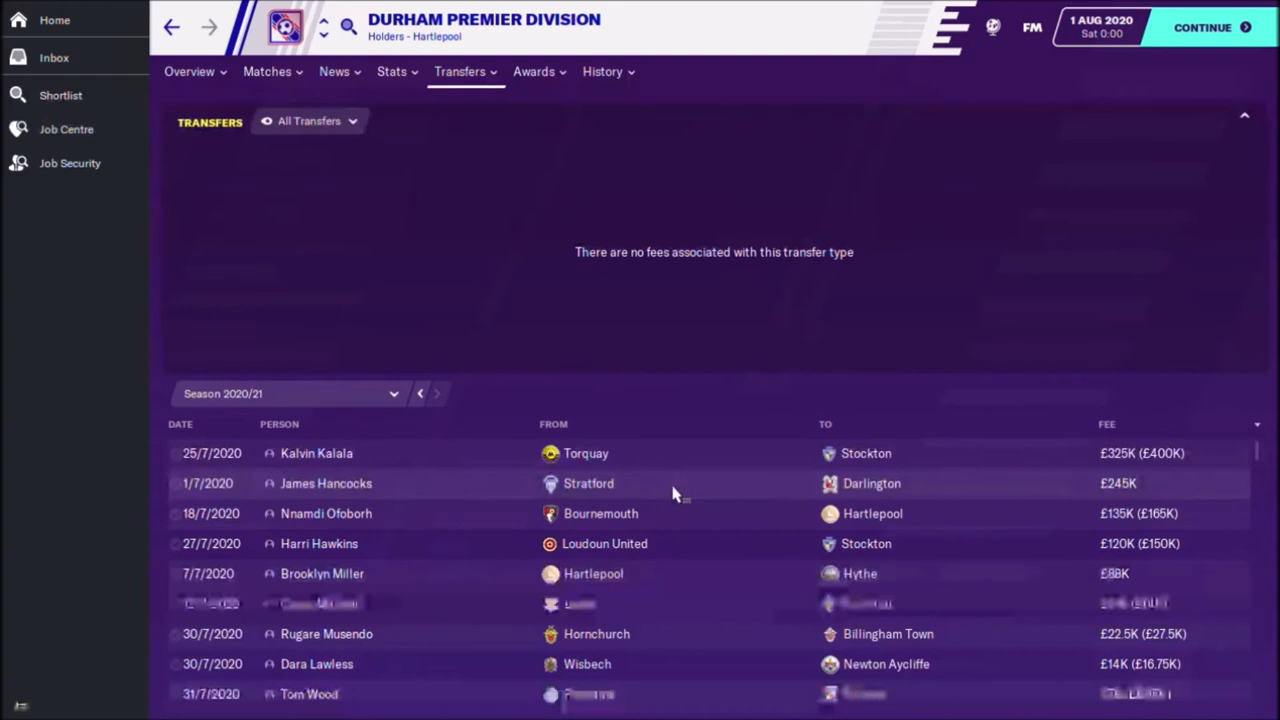 Home
Inbox
Shortlist
Job Centre
Job Security
DURHAM PREMIER DIVISION
Holders - Hartlepool
FM
1 AUG 2020
Sat 0:00
CONTINUE
Overview Matches News Stats Transfers Awards History
TRANSFERS All Transfers
There are no fees associated with this transfer type
Season 2020/21
DATE PERSON FROM TO FEE
25/7/2020 Kalvin Kalala Torquay Stockton £325K (£400K)
1/7/2020 James Hancocks Stratford Darlington £245K
18/7/2020 Nnamdi Ofoborh Bournemouth Hartlepool £135K (£165K)
27/7/2020 Harri Hawkins Loudoun United Stockton £120K (£150K)
7/7/2020 Brooklyn Miller Hartlepool Hythe £88K
30/7/2020 Rugare Musendo Hornchurch Billingham Town £22.5K (£27.5K)
30/7/2020 Dara Lawless Wisbech Newton Aycliffe £14K (£16.75K)
31/7/2020 Tom Wood